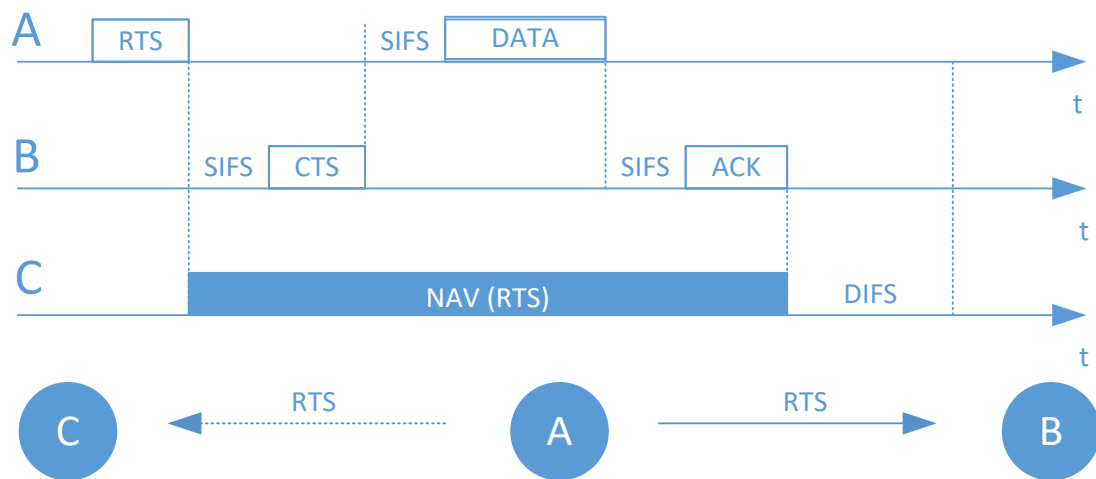 A RTS SIFS DATA
t
B SIFS CTS SIFS ACK
t
C NAV (RTS) DIFS
t
RTS RTS
C A B